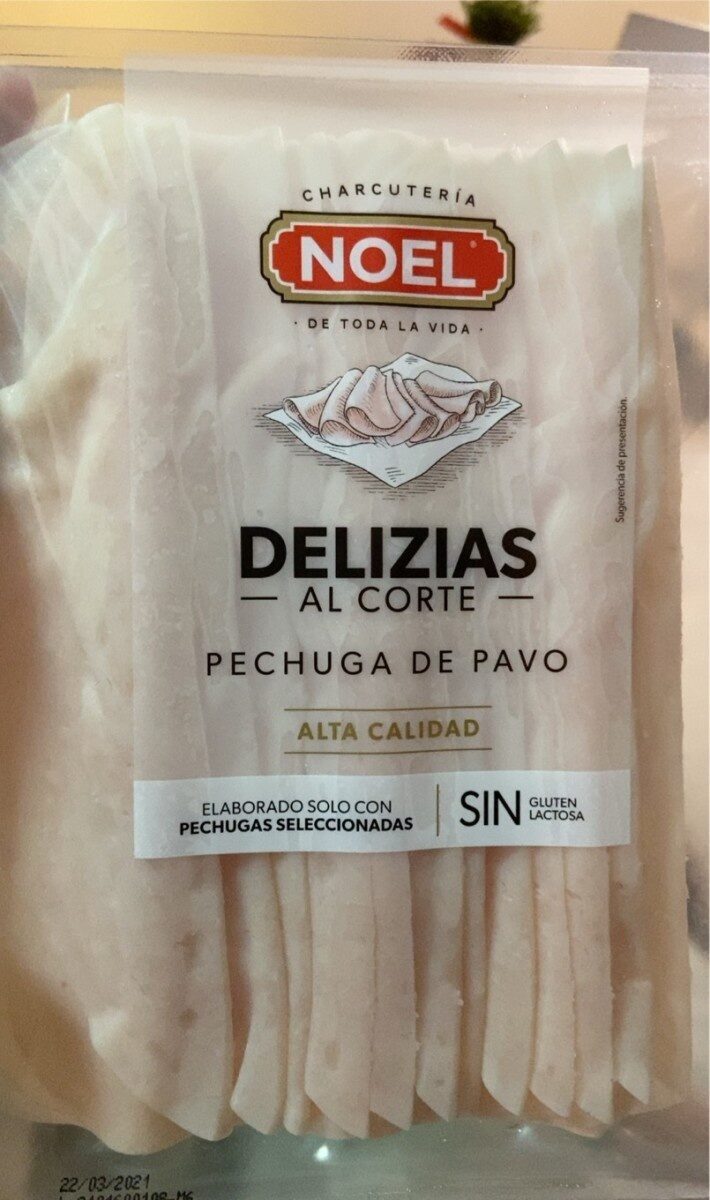 CHARCUTERÍA
NOEL
· DE TODA LA VIDA ·
Sugerencia de presentación.
DELIZIAS
— AL CORTE —
PECHUGA DE PAVO
ALTA CALIDAD
ELABORADO SOLO CON
PECHUGAS SELECCIONADAS
SIN GLUTEN
LACTOSA
22/03/2021